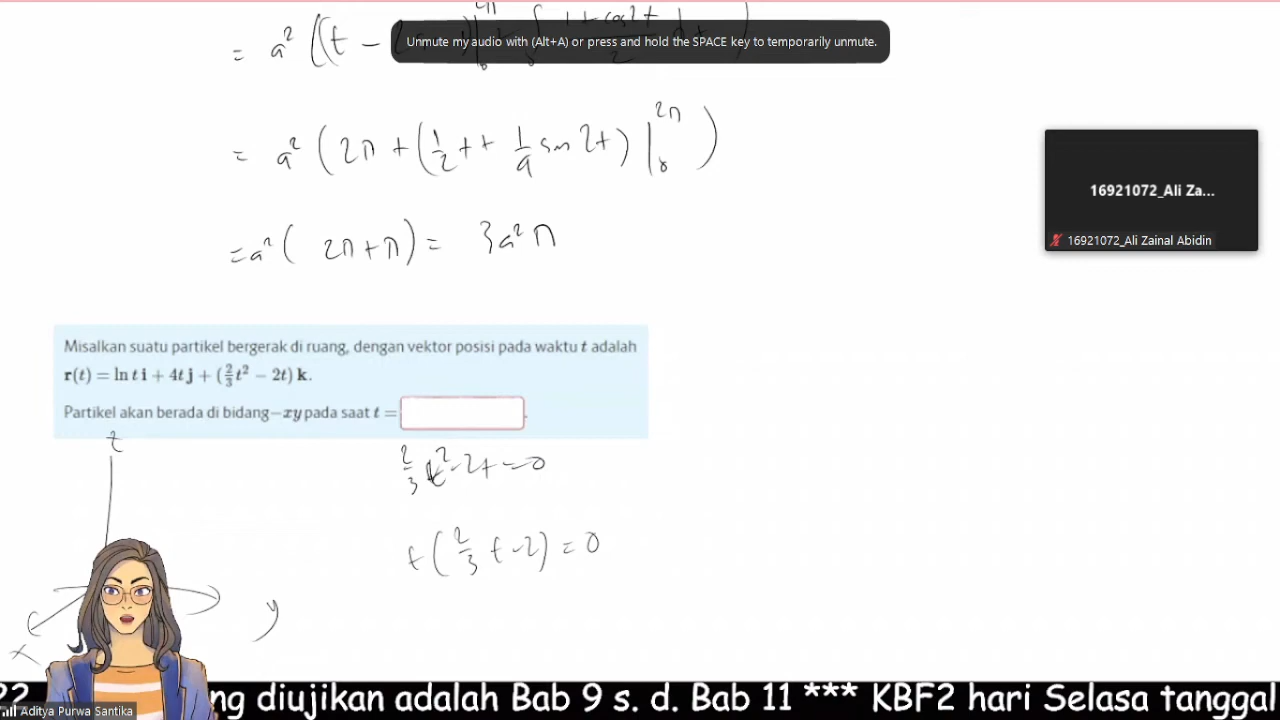 = a² ((t –
Unmute my audio with (Alt+A) or press and hold the SPACE key to temporarily unmute.
= a² (2π + (1/2 t + 1/4 sin 2t) |₀^2π )
= a² ( 2π + π) = 3a² π
16921072_Ali Za...
16921072_Ali Zainal Abidin
Misalkan suatu partikel bergerak di ruang, dengan vektor posisi pada waktu t adalah
r(t) = ln t i + 4t j + (2/3 t² − 2t) k.
Partikel akan berada di bidang−xy pada saat t = .
z
2/3 t² - 2t = 0
t (2/3 t - 2) = 0
y
x
22 ng diujikan adalah Bab 9 s. d. Bab 11 *** KBF2 hari Selasa tanggal
Aditya Purwa Santika